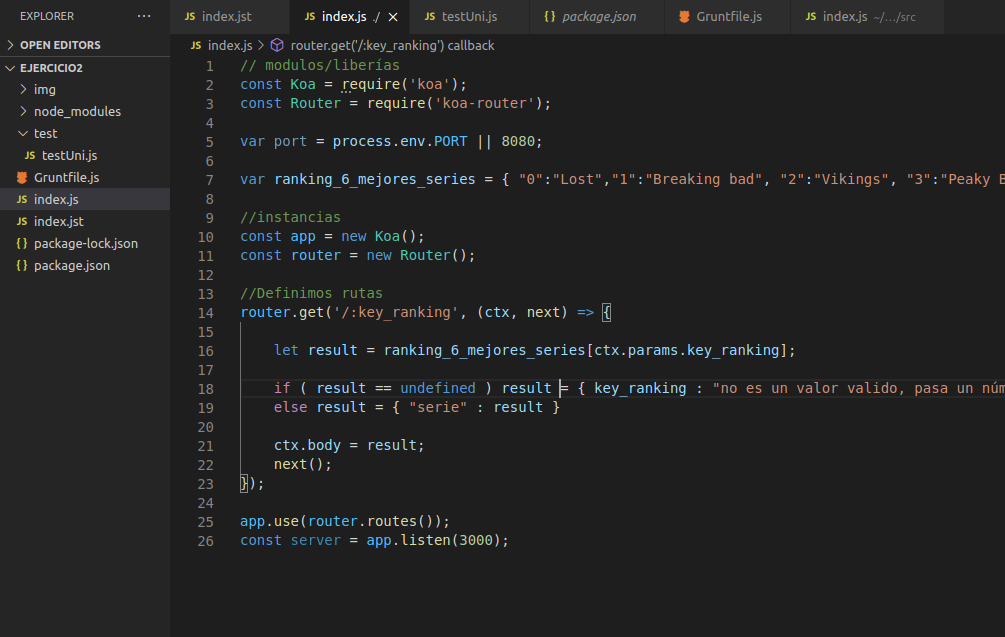 EXPLORER ...
OPEN EDITORS
EJERCICIO2
img
node_modules
test
JS testUni.js
Gruntfile.js
JS index.js
JS index.jst
{} package-lock.json
{} package.json
JS index.jst JS index.js ./ JS testUni.js {} package.json Gruntfile.js JS index.js ~/.../src
JS index.js > router.get('/:key_ranking') callback
1 // modulos/liberías
2 const Koa = require('koa');
3 const Router = require('koa-router');
4
5 var port = process.env.PORT || 8080;
6
7 var ranking_6_mejores_series = { "0":"Lost","1":"Breaking bad", "2":"Vikings", "3":"Peaky B
8
9 //instancias
10 const app = new Koa();
11 const router = new Router();
12
13 //Definimos rutas
14 router.get('/:key_ranking', (ctx, next) => {
15
16 let result = ranking_6_mejores_series[ctx.params.key_ranking];
17
18 if ( result == undefined ) result = { key_ranking : "no es un valor valido, pasa un núm
19 else result = { "serie" : result }
20
21 ctx.body = result;
22 next();
23 });
24
25 app.use(router.routes());
26 const server = app.listen(3000);